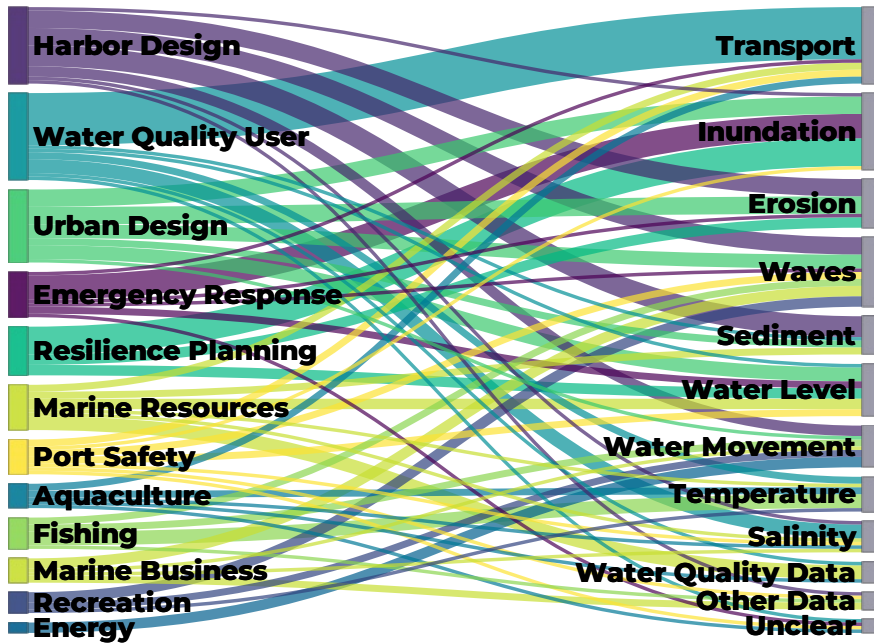 Harbor Design
Water Quality User
Urban Design
Emergency Response
Resilience Planning
Marine Resources
Port Safety
Aquaculture
Fishing
Marine Business
Recreation
Energy
Transport
Inundation
Erosion
Waves
Sediment
Water Level
Water Movement
Temperature
Salinity
Water Quality Data
Other Data
Unclear